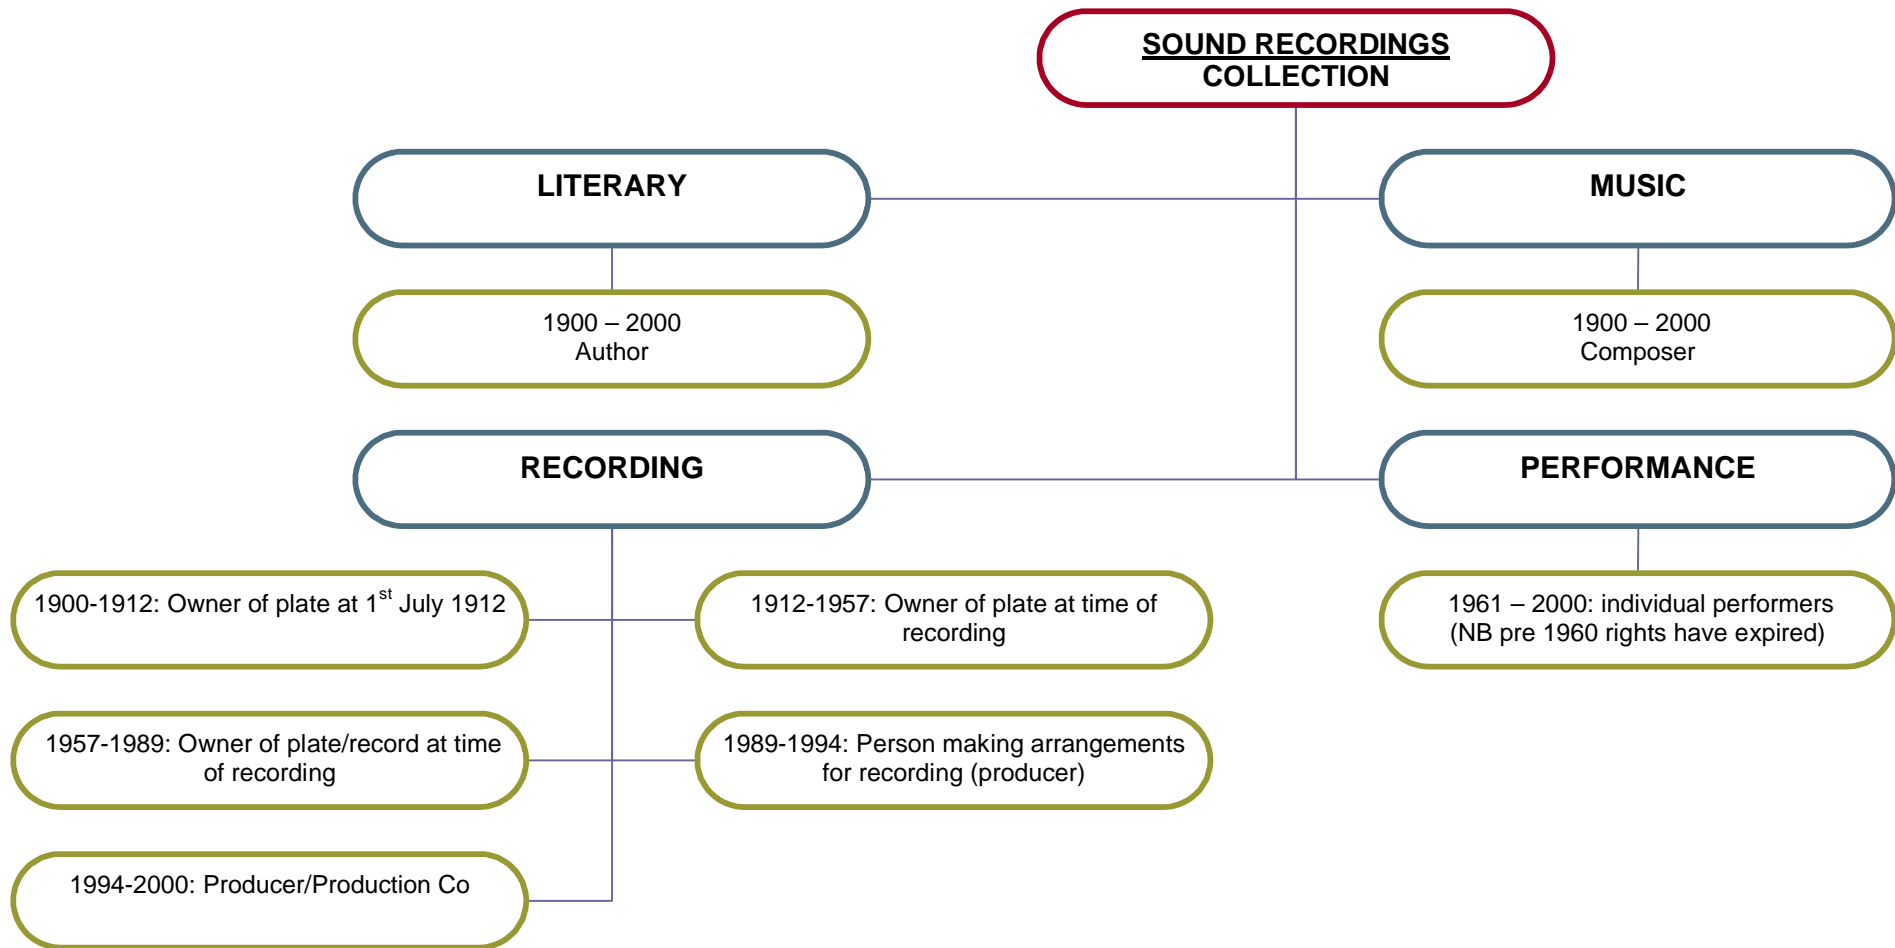 SOUND RECORDINGS
COLLECTION
LITERARY
MUSIC
1900 – 2000
Author
1900 – 2000
Composer
RECORDING
PERFORMANCE
1900-1912: Owner of plate at 1st July 1912
1912-1957: Owner of plate at time of
recording
1961 – 2000: individual performers
(NB pre 1960 rights have expired)
1957-1989: Owner of plate/record at time
of recording
1989-1994: Person making arrangements
for recording (producer)
1994-2000: Producer/Production Co